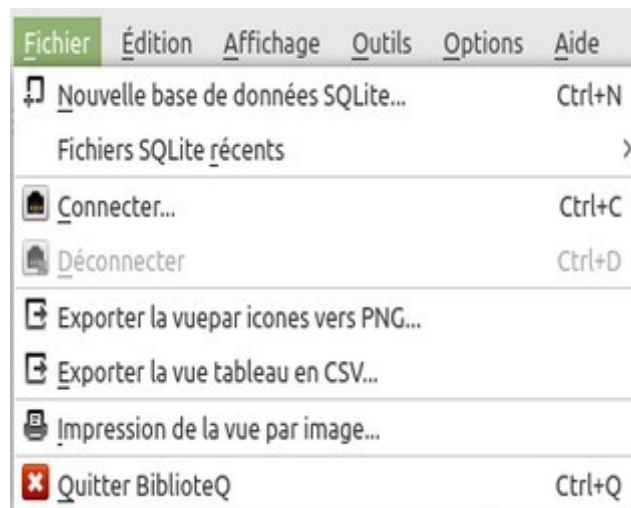 Fichier Édition Affichage Outils Options Aide
Nouvelle base de données SQLite... Ctrl+N
Fichiers SQLite récents
Connecter... Ctrl+C
Déconnecter Ctrl+D
Exporter la vuepar icones vers PNG...
Exporter la vue tableau en CSV...
Impression de la vue par image...
Quitter BiblioteQ Ctrl+Q